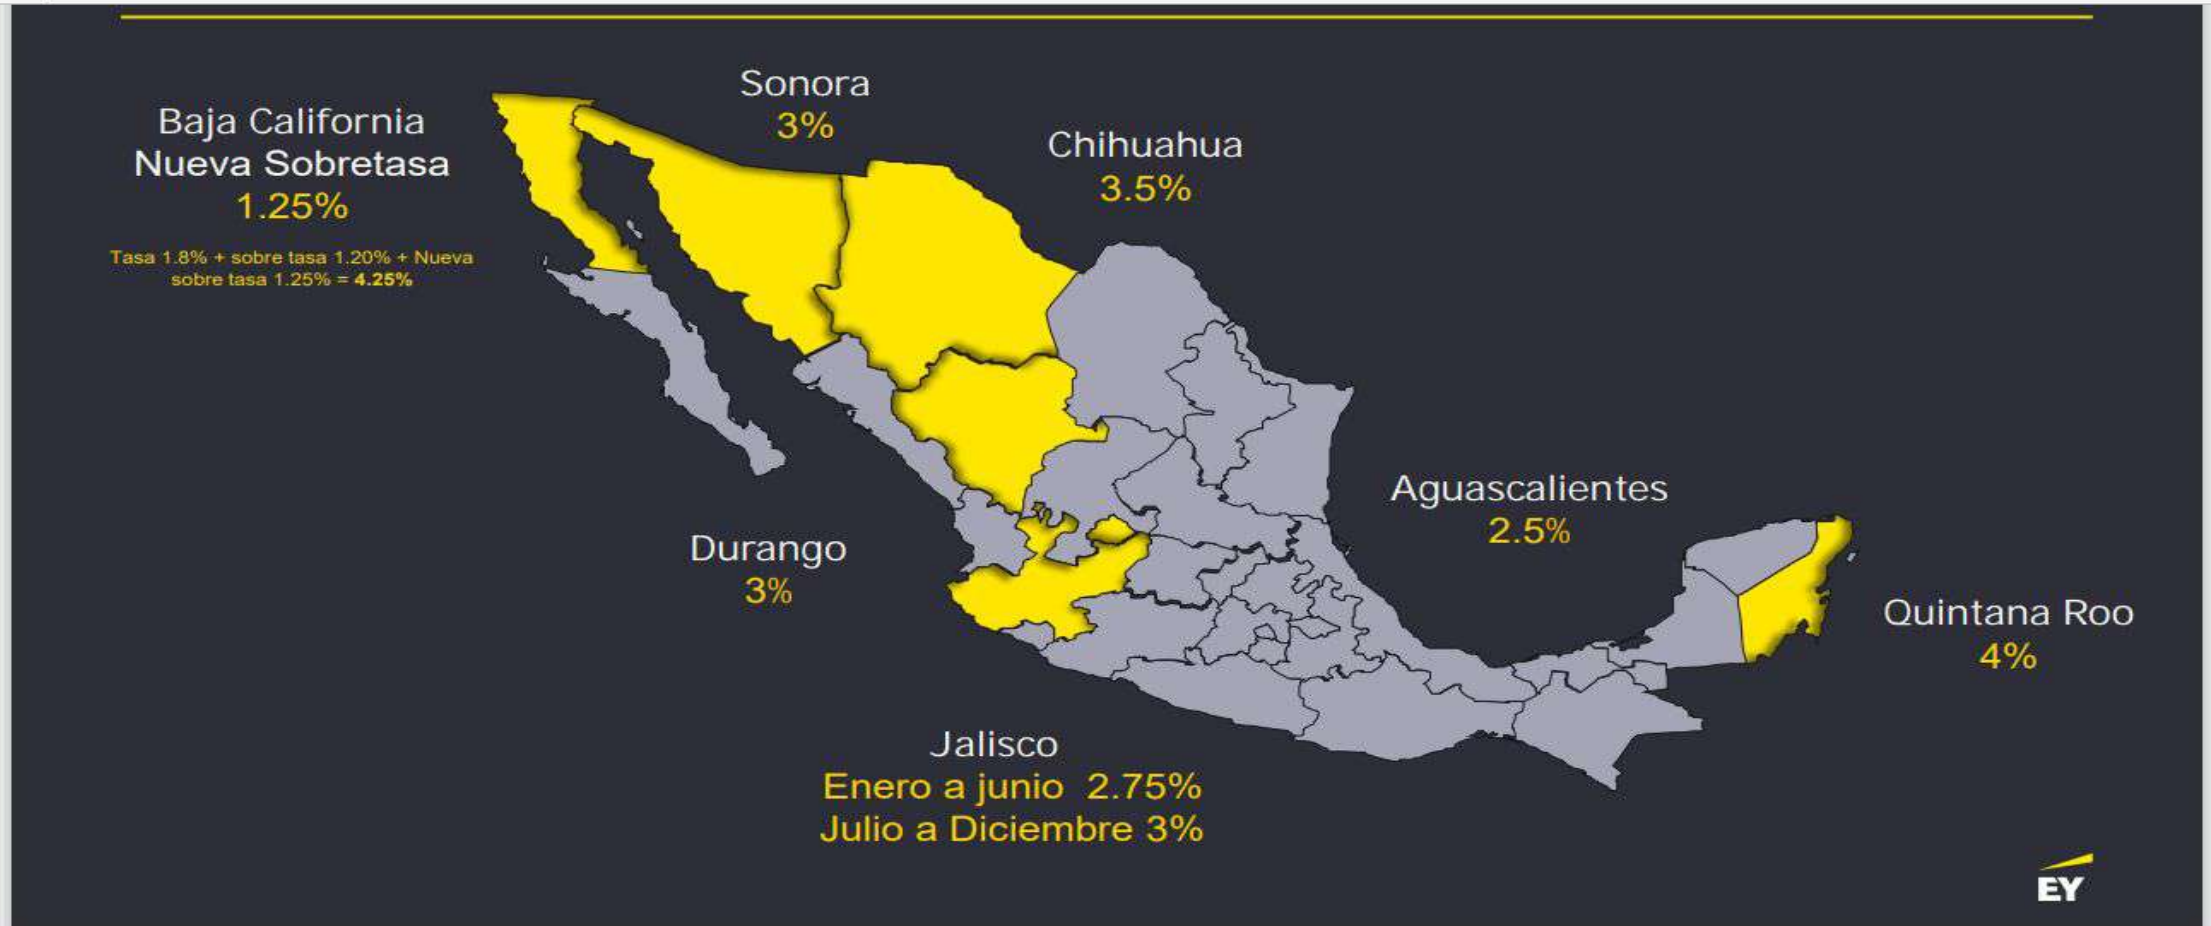 Sonora
3%
Baja California
Nueva Sobretasa
1.25%
Tasa 1.8% + sobre tasa 1.20% + Nueva
sobre tasa 1.25% = 4.25%
Chihuahua
3.5%
Aguascalientes
2.5%
Durango
3%
Quintana Roo
4%
Jalisco
Enero a junio 2.75%
Julio a Diciembre 3%
EY